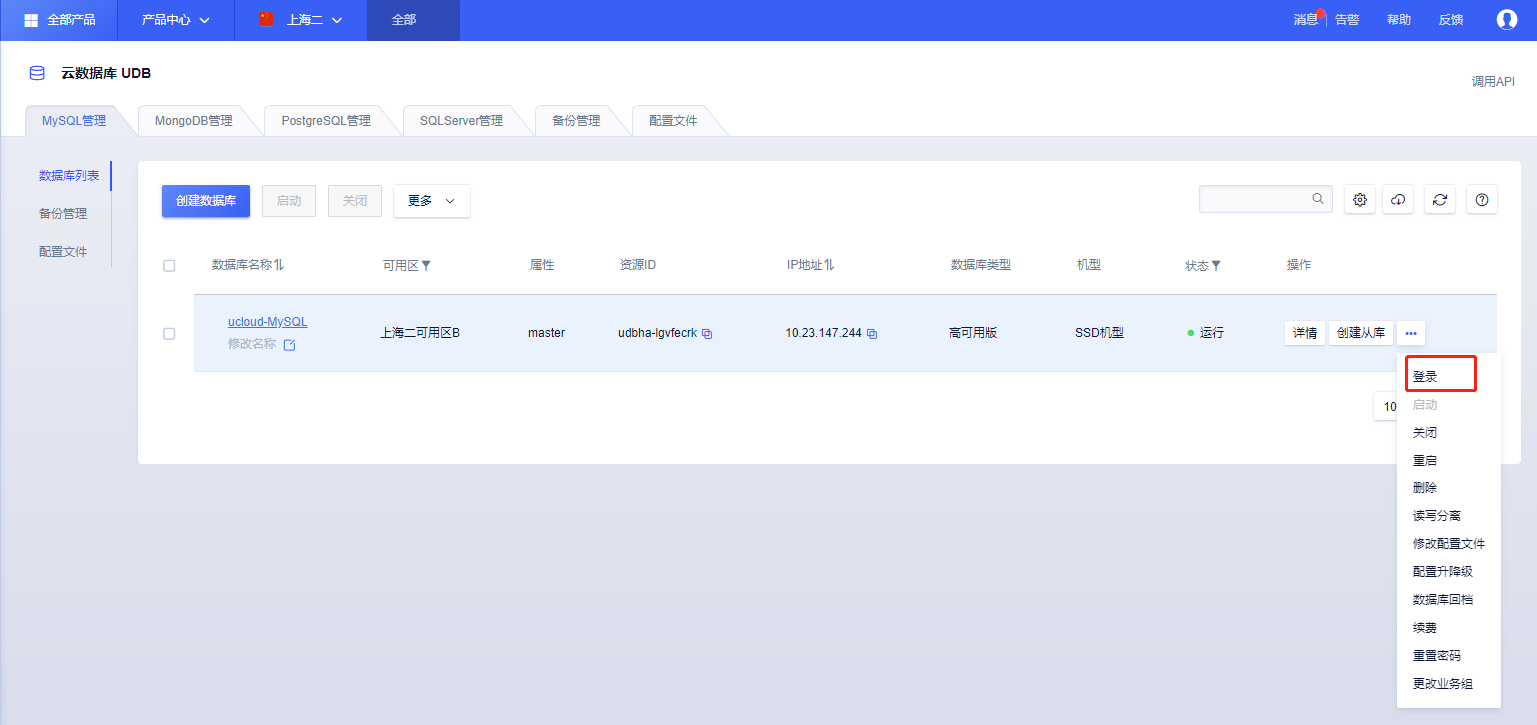 全部产品 产品中心 上海二 全部 消息 告警 帮助 反馈
云数据库 UDB
调用API
MySQL管理 MongoDB管理 PostgreSQL管理 SQLServer管理 备份管理 配置文件
数据库列表
备份管理
配置文件
创建数据库 启动 关闭 更多
数据库名称 可用区 属性 资源ID IP地址 数据库类型 机型 状态 操作
ucloud-MySQL
修改名称
上海二可用区B master udbha-lgvfecrk 10.23.147.244 高可用版 SSD机型 运行 详情 创建从库 •••
10
登录
启动
关闭
重启
删除
读写分离
修改配置文件
配置升降级
数据库回档
续费
重置密码
更改业务组